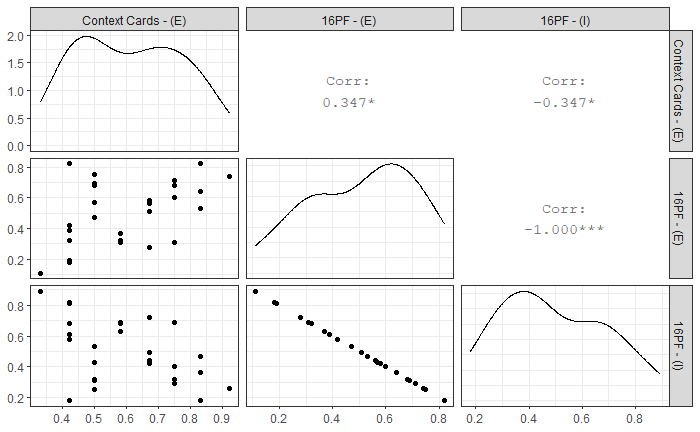 Context Cards - (E)
16PF - (E)
16PF - (I)
2.0
1.5
1.0
0.5
0.0
Corr:
0.347*
Corr:
-0.347*
Context Cards - (E)
0.8
0.6
0.4
0.2
Corr:
-1.000***
16PF - (E)
0.8
0.6
0.4
0.2
16PF - (I)
0.4 0.5 0.6 0.7 0.8 0.9
0.2 0.4 0.6 0.8
0.2 0.4 0.6 0.8